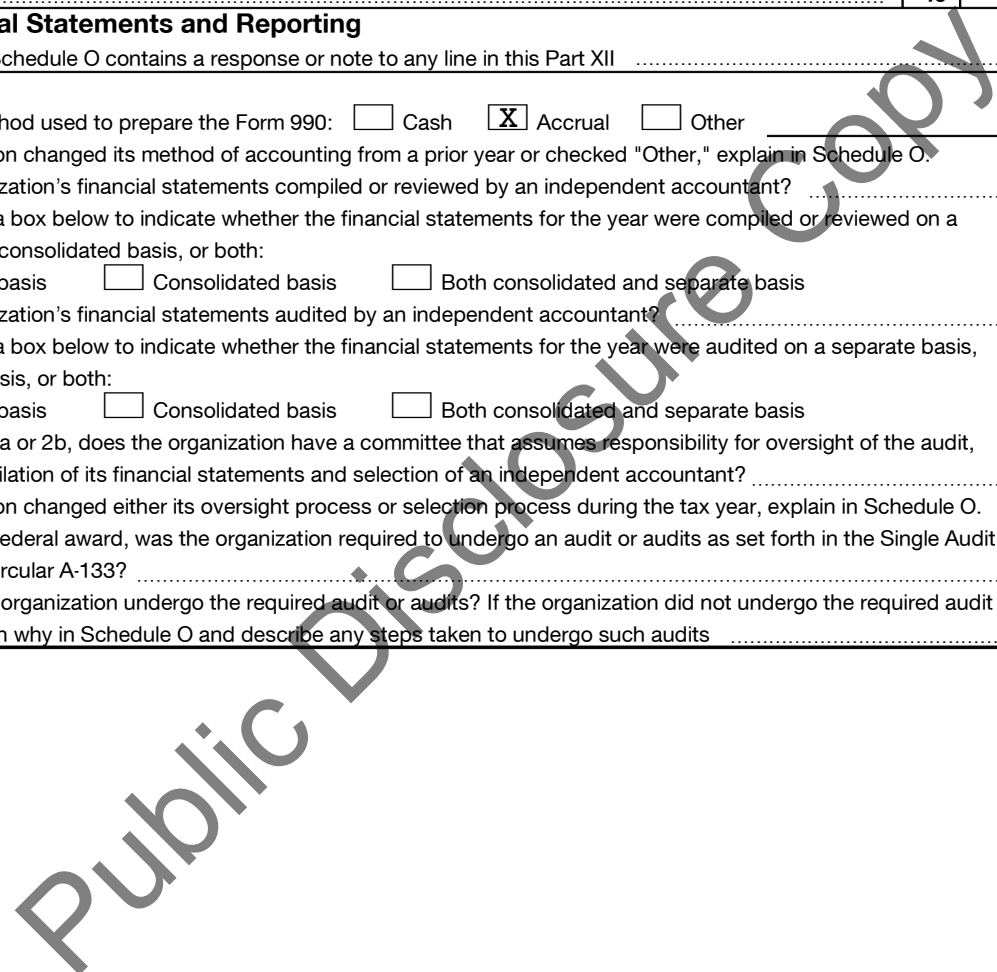 al Statements and Reporting
chedule O contains a response or note to any line in this Part XII
hod used to prepare the Form 990: Cash X Accrual Other
on changed its method of accounting from a prior year or checked "Other," explain in Schedule O.
zation's financial statements compiled or reviewed by an independent accountant?
a box below to indicate whether the financial statements for the year were compiled or reviewed on a
consolidated basis, or both:
basis Consolidated basis Both consolidated and separate basis
zation's financial statements audited by an independent accountant?
a box below to indicate whether the financial statements for the year were audited on a separate basis,
sis, or both:
basis Consolidated basis Both consolidated and separate basis
a or 2b, does the organization have a committee that assumes responsibility for oversight of the audit,
ilation of its financial statements and selection of an independent accountant?
on changed either its oversight process or selection process during the tax year, explain in Schedule O.
ederal award, was the organization required to undergo an audit or audits as set forth in the Single Audit
rcular A-133?
organization undergo the required audit or audits? If the organization did not undergo the required audit
n why in Schedule O and describe any steps taken to undergo such audits
Public Disclosure Copy